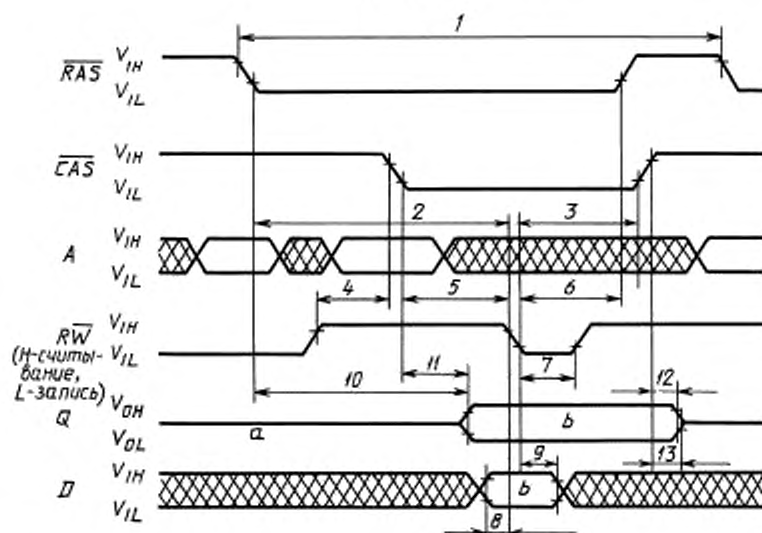 1
RAS V_IH
V_IL
CAS V_IH
V_IL
2 3
A V_IH
V_IL
4 5 6
RW V_IH
(H-считы-
вание,
L-запись)
V_IL
7
10 11 12
Q V_OH
V_OL
a b
9 13
D V_IH
V_IL
b
8